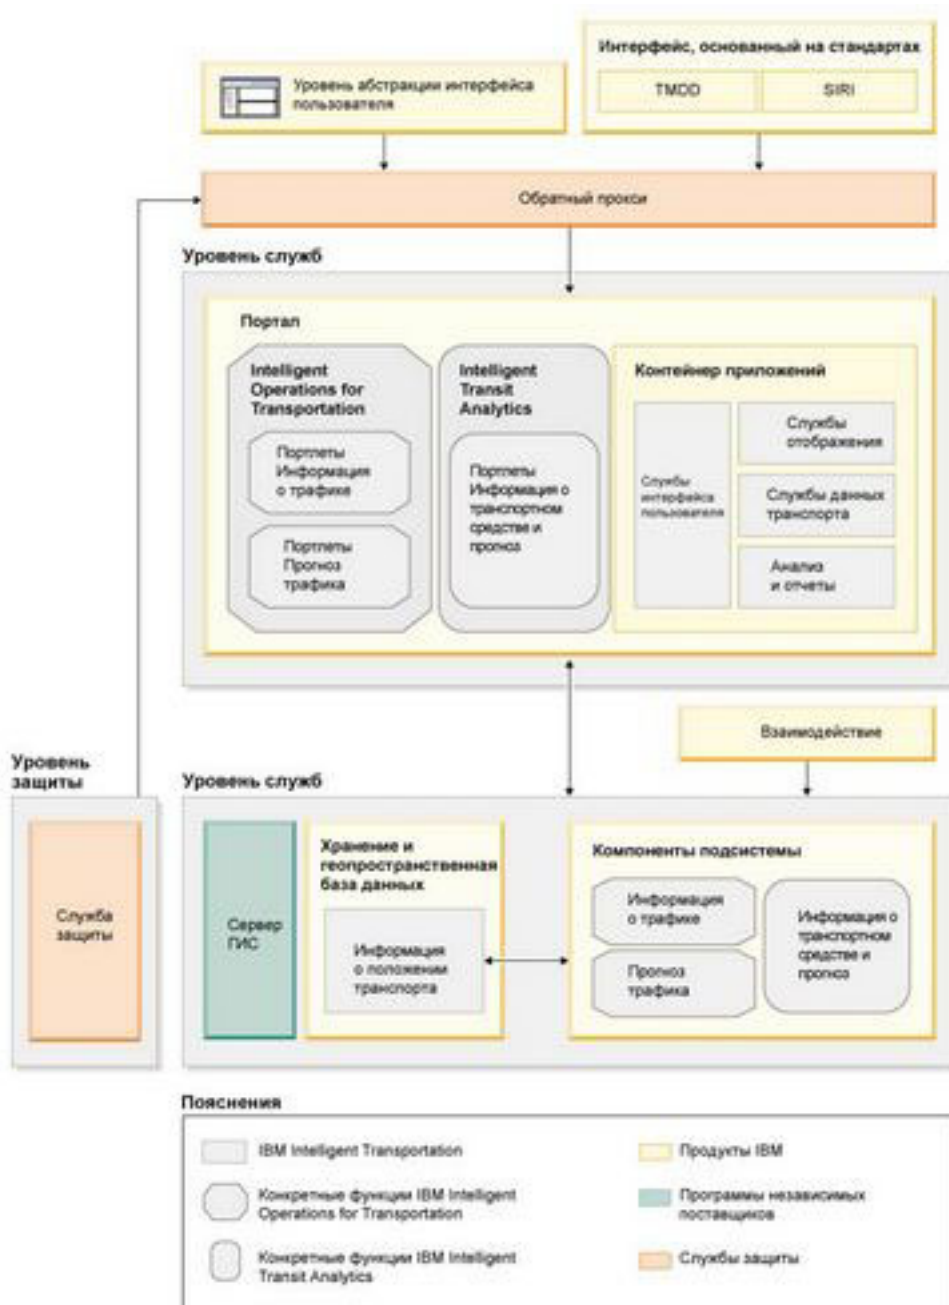 Интерфейс, основанный на стандартах
TMDD
SIRI
Уровень абстракции интерфейса
пользователя
Обратный прокси
Уровень служб
Портал
Intelligent
Operations for
Transportation
Портлеты
Информация
о трафике
Портлеты
Прогноз
трафика
Intelligent
Transit
Analytics
Портлеты
Информация о
транспортном
средстве и
прогноз
Контейнер приложений
Службы
интерфейса
пользователя
Службы
отображения
Службы данных
транспорта
Анализ
и отчеты
Взаимодействие
Уровень
защиты
Служба
защиты
Уровень служб
Сервер
ГИС
Хранение и
геопространственная
база данных
Информация
о положении
транспорта
Компоненты подсистемы
Информация
о трафике
Прогноз
трафика
Информация о
транспортном
средстве и
прогноз
Пояснения
IBM Intelligent Transportation
Конкретные функции IBM Intelligent
Operations for Transportation
Конкретные функции IBM Intelligent
Transit Analytics
Продукты IBM
Программы независимых
поставщиков
Службы защиты